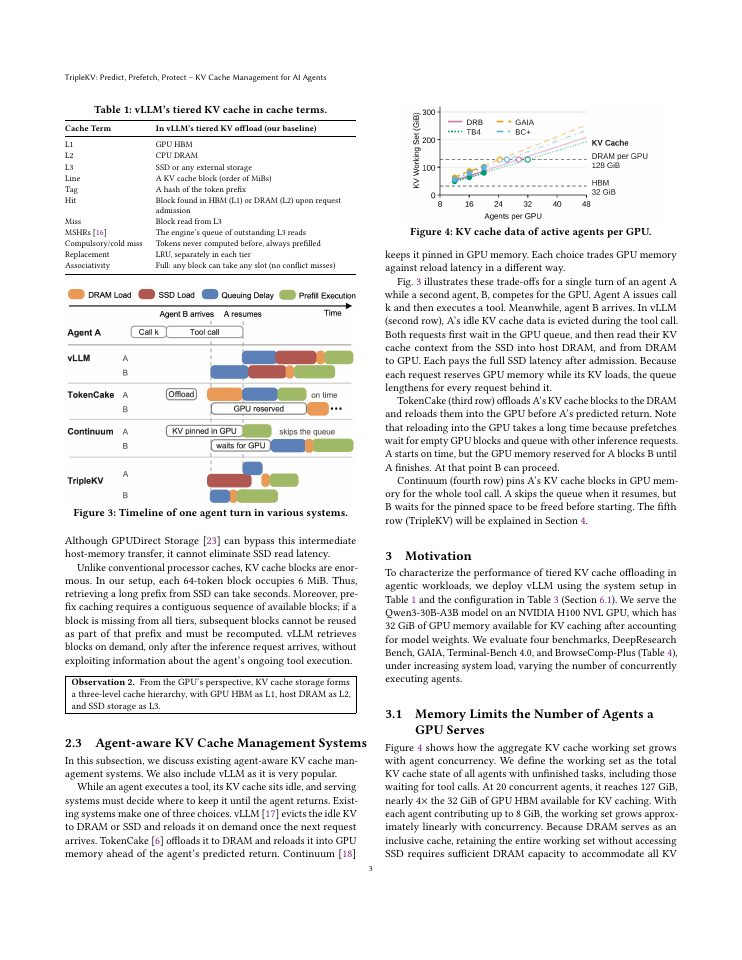 TripleKV: Predict, Prefetch, Protect – KV Cache Management for AI Agents
Table 1: vLLM's tiered KV cache in cache terms.
Cache Term In vLLM's tiered KV offload (our baseline)
L1 GPU HBM
L2 CPU DRAM
L3 SSD or any external storage
Line A KV cache block (order of MiBs)
Tag A hash of the token prefix
Hit Block found in HBM (L1) or DRAM (L2) upon request
admission
Miss Block read from L3
MSHRs [16] The engine's queue of outstanding L3 reads
Compulsory/cold miss Tokens never computed before, always prefilled
Replacement LRU, separately in each tier
Associativity Full: any block can take any slot (no conflict misses)
DRAM Load SSD Load Queuing Delay Prefill Execution
Agent B arrives A resumes Time
Agent A Call k Tool call
vLLM A
B
TokenCake A Offload on time
B GPU reserved •••
Continuum A KV pinned in GPU skips the queue
B waits for GPU
TripleKV A
B
Figure 3: Timeline of one agent turn in various systems.
Although GPUDirect Storage [23] can bypass this intermediate
host-memory transfer, it cannot eliminate SSD read latency.
Unlike conventional processor caches, KV cache blocks are enor-
mous. In our setup, each 64-token block occupies 6 MiB. Thus,
retrieving a long prefix from SSD can take seconds. Moreover, pre-
fix caching requires a contiguous sequence of available blocks; if a
block is missing from all tiers, subsequent blocks cannot be reused
as part of that prefix and must be recomputed. vLLM retrieves
blocks on demand, only after the inference request arrives, without
exploiting information about the agent's ongoing tool execution.
Observation 2. From the GPU's perspective, KV cache storage forms
a three-level cache hierarchy, with GPU HBM as L1, host DRAM as L2,
and SSD storage as L3.
2.3 Agent-aware KV Cache Management Systems
In this subsection, we discuss existing agent-aware KV cache man-
agement systems. We also include vLLM as it is very popular.
While an agent executes a tool, its KV cache sits idle, and serving
systems must decide where to keep it until the agent returns. Exist-
ing systems make one of three choices. vLLM [17] evicts the idle KV
to DRAM or SSD and reloads it on demand once the next request
arrives. TokenCake [6] offloads it to DRAM and reloads it into GPU
memory ahead of the agent's predicted return. Continuum [18]
KV Working Set (GiB)
300
200
100
0
DRB GAIA
TB4 BC+
KV Cache
DRAM per GPU
128 GiB
HBM
32 GiB
8 16 24 32 40 48
Agents per GPU
Figure 4: KV cache data of active agents per GPU.
keeps it pinned in GPU memory. Each choice trades GPU memory
against reload latency in a different way.
Fig. 3 illustrates these trade-offs for a single turn of an agent A
while a second agent, B, competes for the GPU. Agent A issues call
k and then executes a tool. Meanwhile, agent B arrives. In vLLM
(second row), A's idle KV cache data is evicted during the tool call.
Both requests first wait in the GPU queue, and then read their KV
cache context from the SSD into host DRAM, and from DRAM
to GPU. Each pays the full SSD latency after admission. Because
each request reserves GPU memory while its KV loads, the queue
lengthens for every request behind it.
TokenCake (third row) offloads A's KV cache blocks to the DRAM
and reloads them into the GPU before A's predicted return. Note
that reloading into the GPU takes a long time because prefetches
wait for empty GPU blocks and queue with other inference requests.
A starts on time, but the GPU memory reserved for A blocks B until
A finishes. At that point B can proceed.
Continuum (fourth row) pins A's KV cache blocks in GPU mem-
ory for the whole tool call. A skips the queue when it resumes, but
B waits for the pinned space to be freed before starting. The fifth
row (TripleKV) will be explained in Section 4.
3 Motivation
To characterize the performance of tiered KV cache offloading in
agentic workloads, we deploy vLLM using the system setup in
Table 1 and the configuration in Table 3 (Section 6.1). We serve the
Qwen3-30B-A3B model on an NVIDIA H100 NVL GPU, which has
32 GiB of GPU memory available for KV caching after accounting
for model weights. We evaluate four benchmarks, DeepResearch
Bench, GAIA, Terminal-Bench 4.0, and BrowseComp-Plus (Table 4),
under increasing system load, varying the number of concurrently
executing agents.
3.1 Memory Limits the Number of Agents a
GPU Serves
Figure 4 shows how the aggregate KV cache working set grows
with agent concurrency. We define the working set as the total
KV cache state of all agents with unfinished tasks, including those
waiting for tool calls. At 20 concurrent agents, it reaches 127 GiB,
nearly 4× the 32 GiB of GPU HBM available for KV caching. With
each agent contributing up to 8 GiB, the working set grows approx-
imately linearly with concurrency. Because DRAM serves as an
inclusive cache, retaining the entire working set without accessing
SSD requires sufficient DRAM capacity to accommodate all KV
3